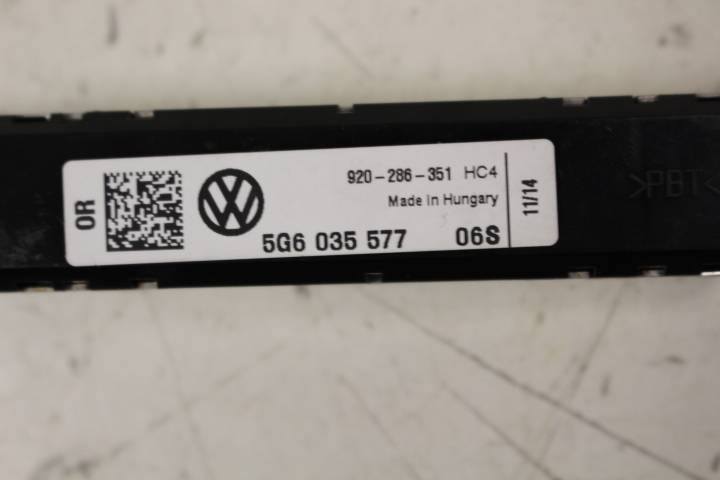 OR
920-286-351 HC4
Made in Hungary
5G6 035 577 06S
11/14
>PBT<